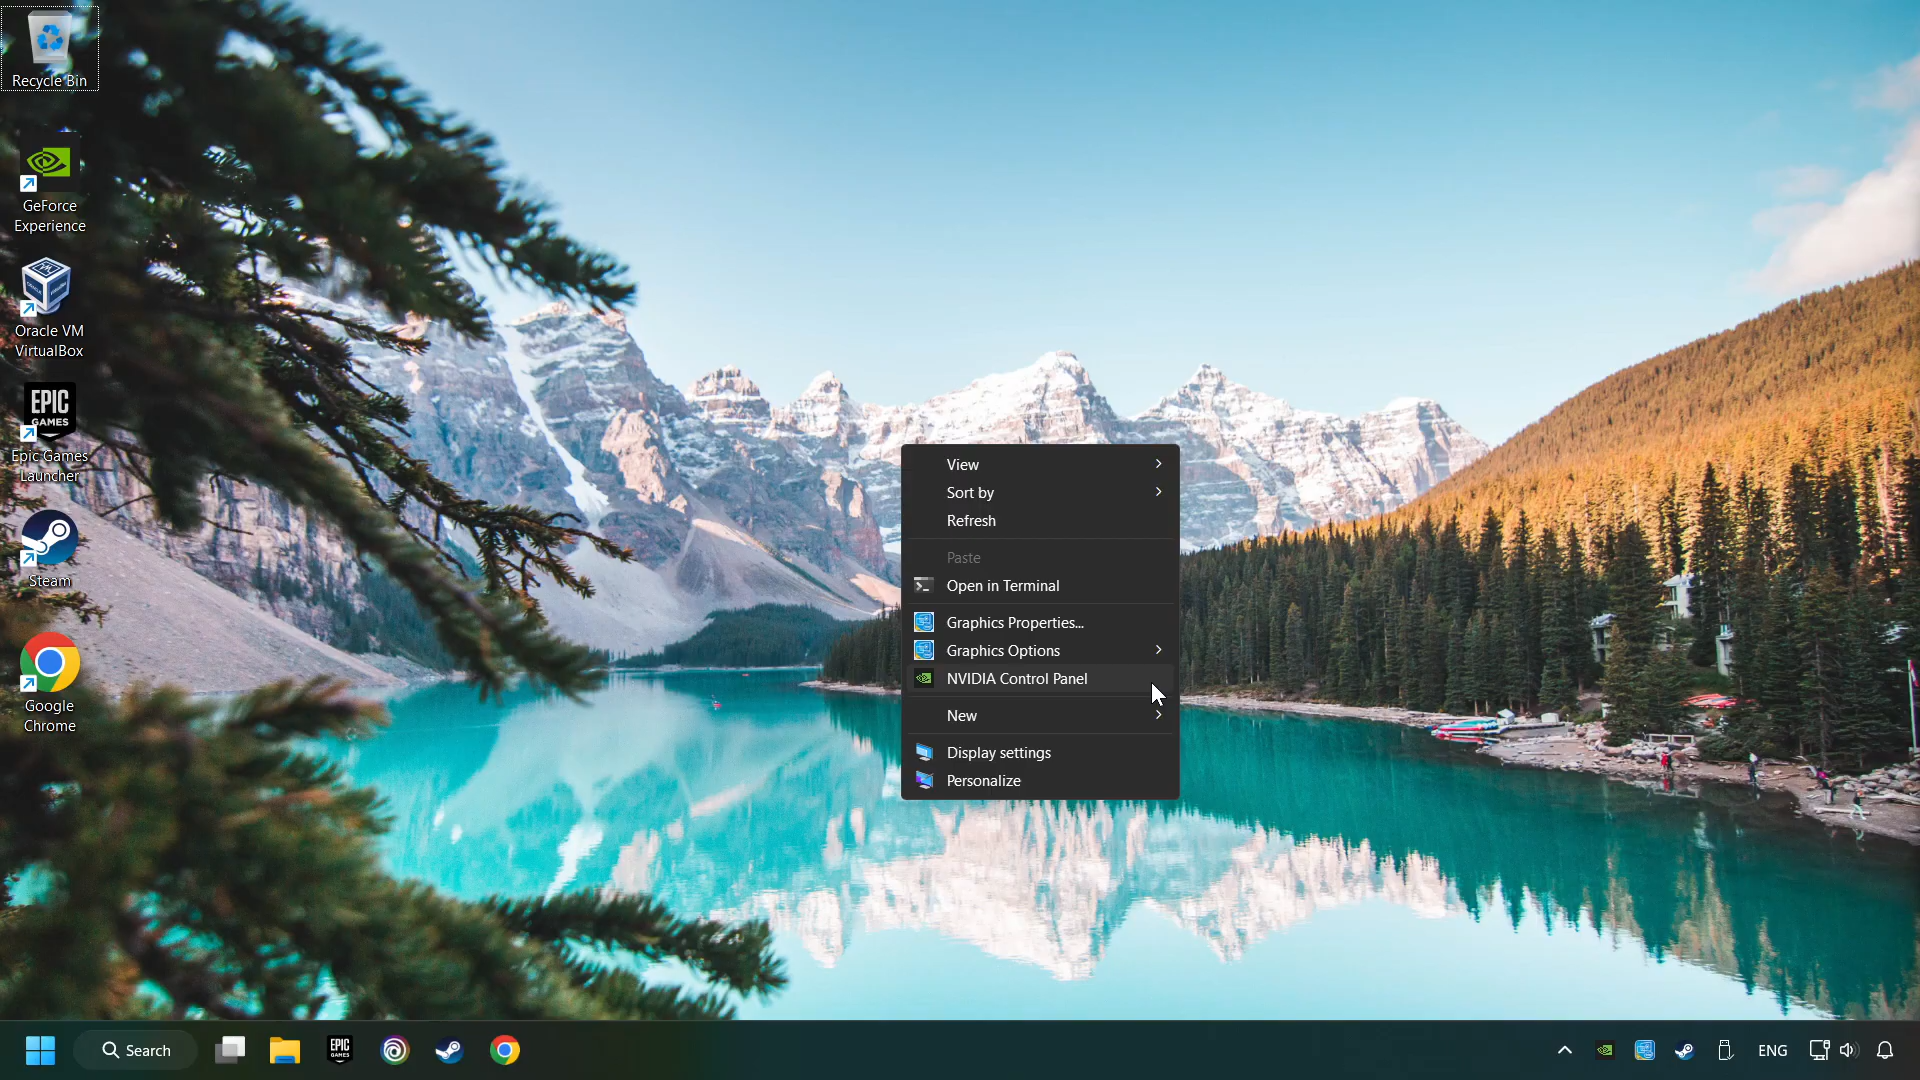 Recycle Bin
GeForce
Experience
Oracle VM
VirtualBox
EPIC
GAMES
Epic Games
Launcher
Steam
Google
Chrome
View
Sort by
Refresh
Paste
Open in Terminal
Graphics Properties...
Graphics Options
NVIDIA Control Panel
New
Display settings
Personalize
Search
EPIC
GAMES
ENG